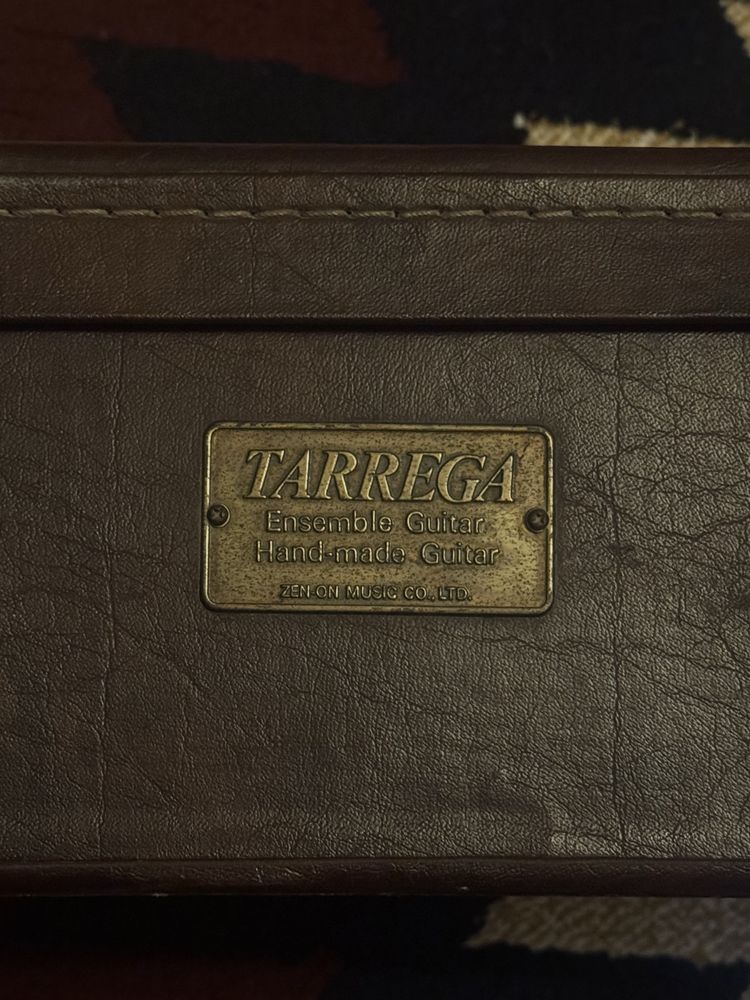 TARREGA
Ensemble Guitar
Hand-made Guitar
ZEN-ON MUSIC CO., LTD.